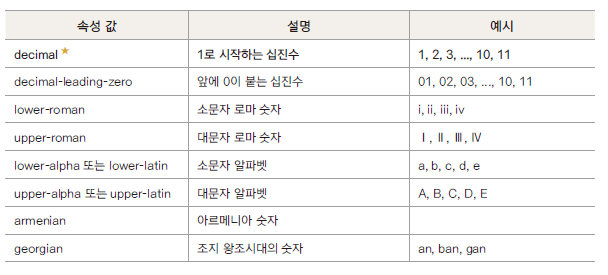 속성 값 설명 예시
decimal ★ 1로 시작하는 십진수 1, 2, 3, ..., 10, 11
decimal-leading-zero 앞에 0이 붙는 십진수 01, 02, 03, ..., 10, 11
lower-roman 소문자 로마 숫자 i, ii, iii, iv
upper-roman 대문자 로마 숫자 Ⅰ, Ⅱ, Ⅲ, Ⅳ
lower-alpha 또는 lower-latin 소문자 알파벳 a, b, c, d, e
upper-alpha 또는 upper-latin 대문자 알파벳 A, B, C, D, E
armenian 아르메니아 숫자
georgian 조지 왕조시대의 숫자 an, ban, gan